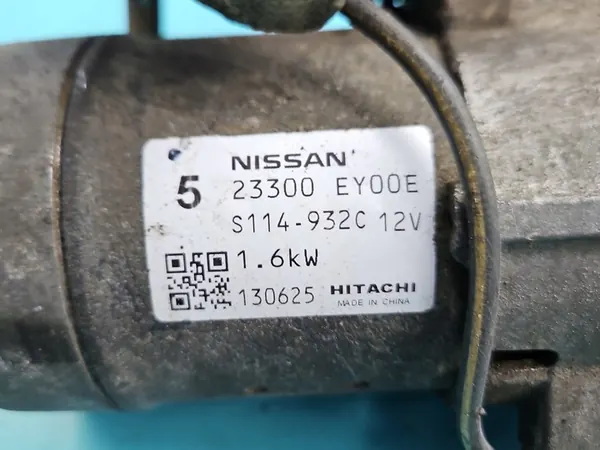 NISSAN
5 23300 EY00E
S114-932C 12V
1.6kW
130625 HITACHI
MADE IN CHINA